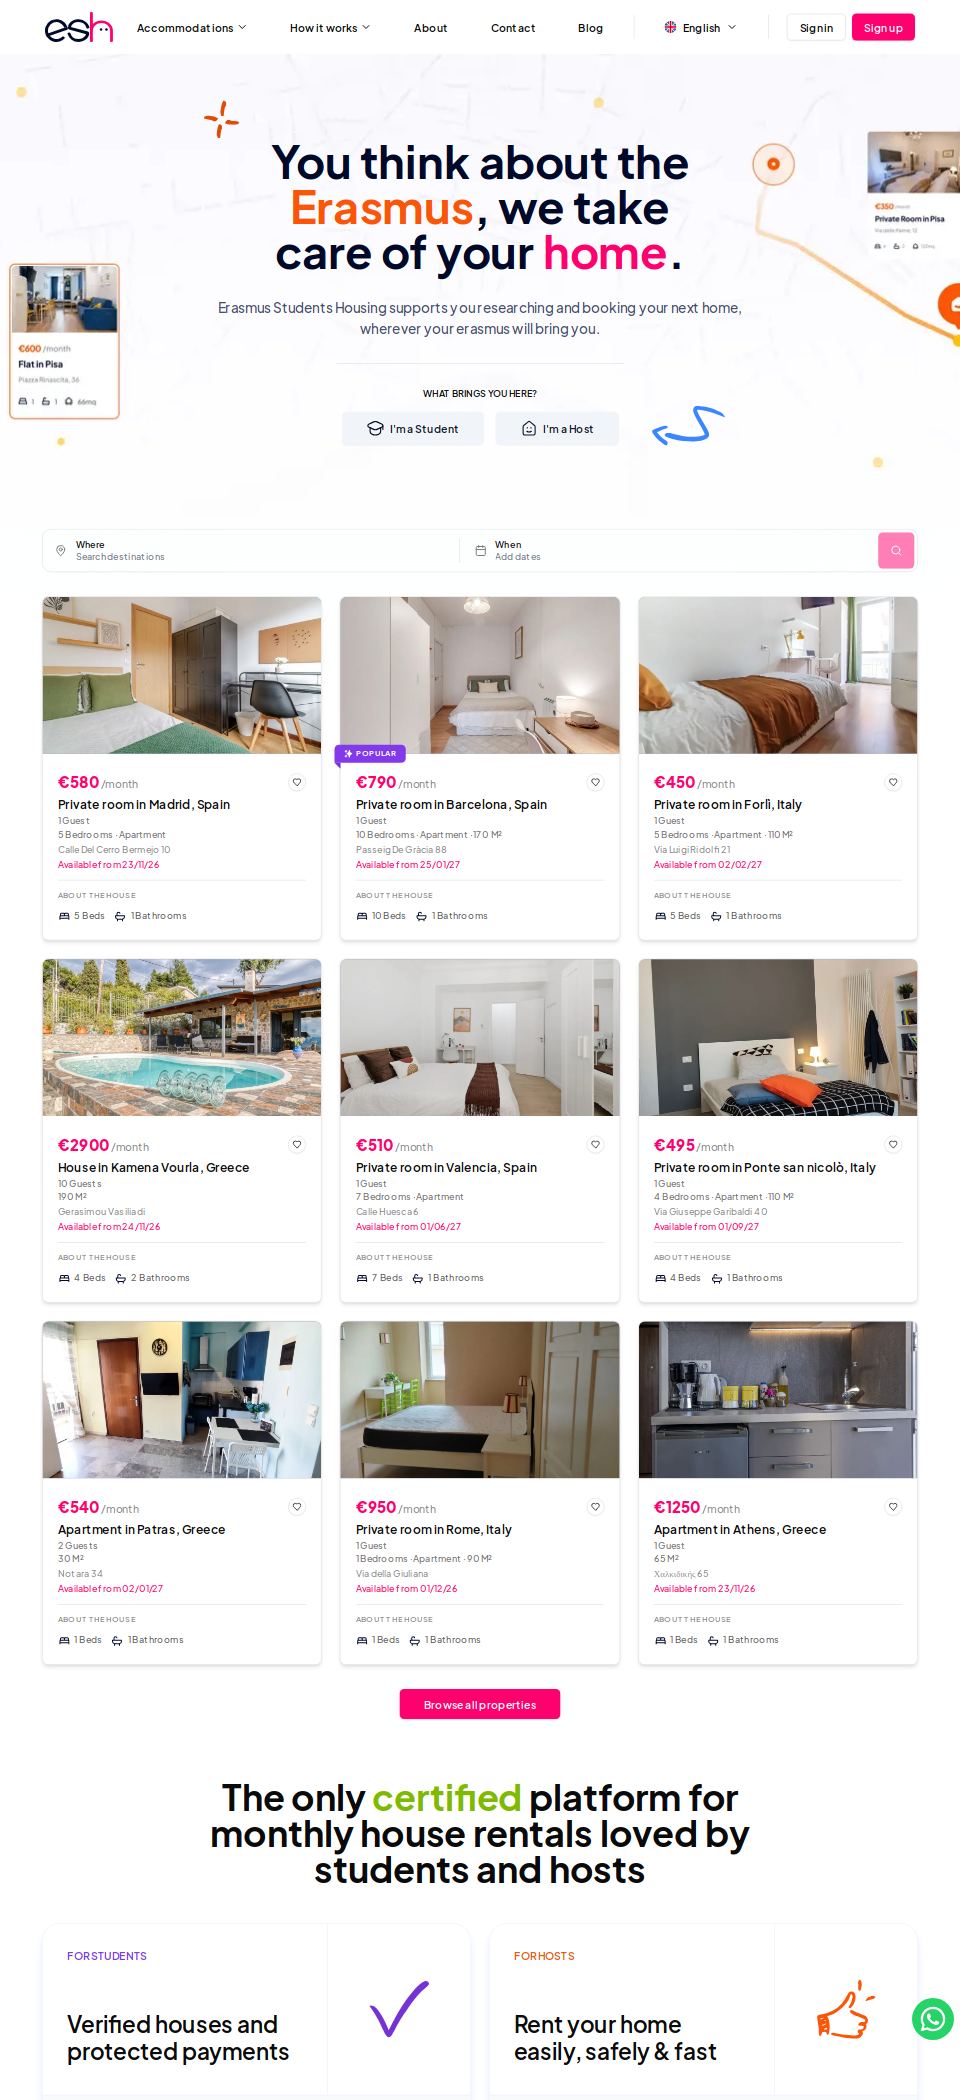 esh
Accommodations
How it works
About
Contact
Blog
English
Sign in
Sign up
You think about the
Erasmus, we take
care of your home.
Erasmus Students Housing supports your researching and booking your next home,
wherever your erasmus will bring you.
€350 /month
Private Room in Pisa
€600 /month
Flat in Pisa
Piazza Rinascita, 36
1 1 66mq
WHAT BRINGS YOU HERE?
I'm a Student
I'm a Host
Where
Search destinations
When
Add dates
€580 /month
Private room in Madrid, Spain
1 Guest
5 Bedrooms · Apartment
Calle Del Cerro Bermejo 10
Available from 23/11/26
ABOUT THE HOUSE
5 Beds 1 Bathrooms
POPULAR
€790 /month
Private room in Barcelona, Spain
1 Guest
10 Bedrooms · Apartment · 170 M²
Passeig De Gràcia 88
Available from 25/01/27
ABOUT THE HOUSE
10 Beds 1 Bathrooms
€450 /month
Private room in Forlì, Italy
1 Guest
5 Bedrooms · Apartment · 110 M²
Via Luigi Ridolfi 21
Available from 02/02/27
ABOUT THE HOUSE
5 Beds 1 Bathrooms
€2900 /month
House in Kamena Vourla, Greece
10 Guests
190 M²
Gerasimou Vasiliadi
Available from 24/11/26
ABOUT THE HOUSE
4 Beds 2 Bathrooms
€510 /month
Private room in Valencia, Spain
1 Guest
7 Bedrooms · Apartment
Calle Huesca 6
Available from 01/06/27
ABOUT THE HOUSE
7 Beds 1 Bathrooms
€495 /month
Private room in Ponte san nicolò, Italy
1 Guest
4 Bedrooms · Apartment · 110 M²
Via Giuseppe Garibaldi 40
Available from 01/09/27
ABOUT THE HOUSE
4 Beds 1 Bathrooms
€540 /month
Apartment in Patras, Greece
2 Guests
30 M²
Notara 34
Available from 02/01/27
ABOUT THE HOUSE
1 Beds 1 Bathrooms
€950 /month
Private room in Rome, Italy
1 Guest
1 Bedrooms · Apartment · 90 M²
Via della Giuliana
Available from 01/12/26
ABOUT THE HOUSE
1 Beds 1 Bathrooms
€1250 /month
Apartment in Athens, Greece
1 Guest
65 M²
Χαλκιδικής 65
Available from 23/11/26
ABOUT THE HOUSE
1 Beds 1 Bathrooms
Browse all properties
The only certified platform for
monthly house rentals loved by
students and hosts
FOR STUDENTS
Verified houses and
protected payments
FOR HOSTS
Rent your home
easily, safely & fast